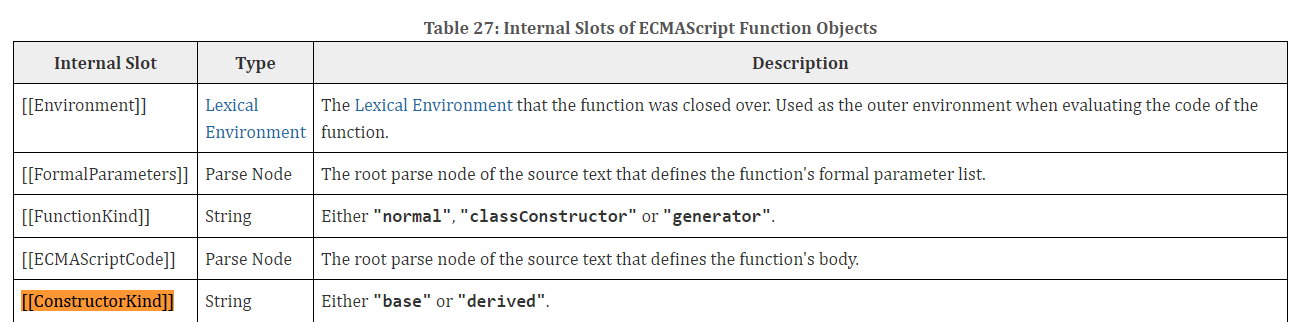 Table 27: Internal Slots of ECMAScript Function Objects
Internal Slot Type Description
[[Environment]] Lexical Environment The Lexical Environment that the function was closed over. Used as the outer environment when evaluating the code of the function.
[[FormalParameters]] Parse Node The root parse node of the source text that defines the function's formal parameter list.
[[FunctionKind]] String Either "normal", "classConstructor" or "generator".
[[ECMAScriptCode]] Parse Node The root parse node of the source text that defines the function's body.
[[ConstructorKind]] String Either "base" or "derived".